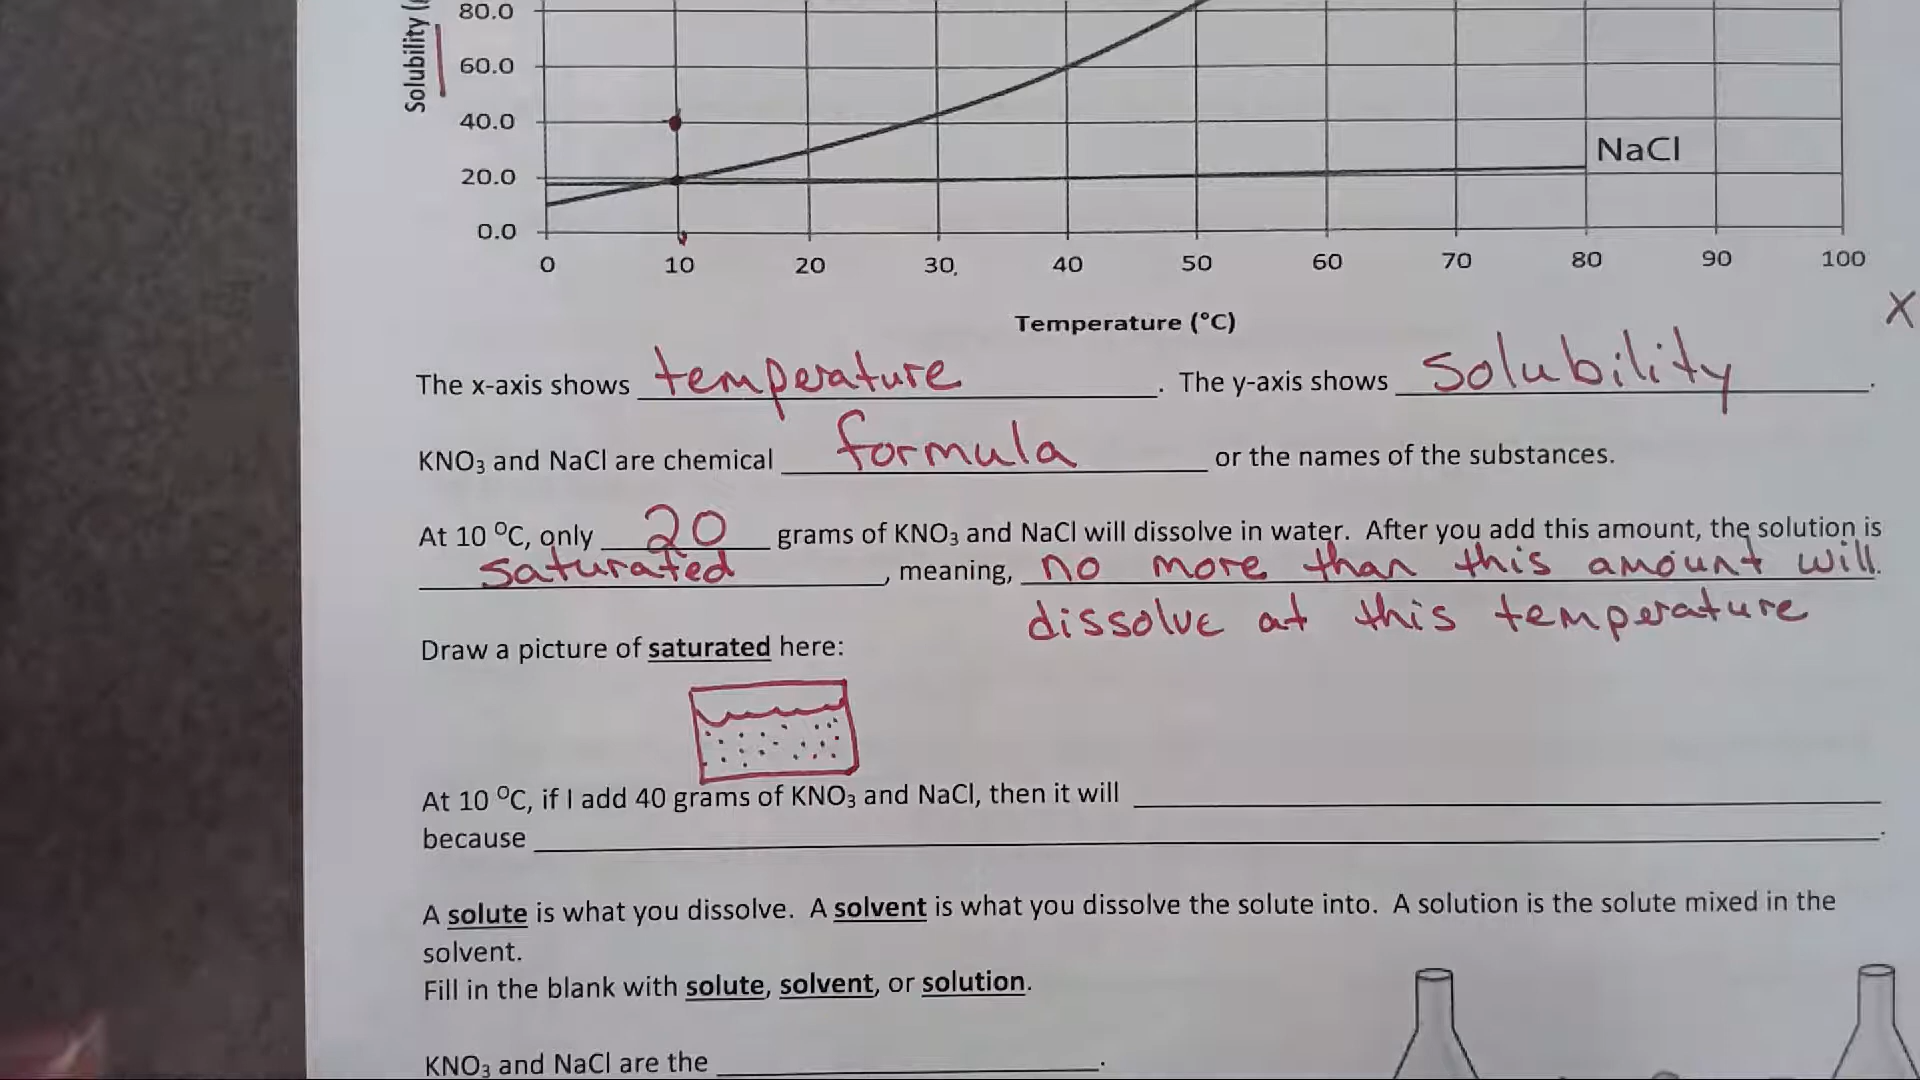 Solubility (
80.0
60.0
40.0
20.0
0.0
NaCl
0 10 20 30 40 50 60 70 80 90 100
Temperature (°C)
X
The x-axis shows temperature. The y-axis shows solubility.
KNO₃ and NaCl are chemical formula or the names of the substances.
At 10 °C, only 20 grams of KNO₃ and NaCl will dissolve in water. After you add this amount, the solution is
saturated, meaning, no more than this amount will
dissolve at this temperature
Draw a picture of saturated here:
At 10 °C, if I add 40 grams of KNO₃ and NaCl, then it will
because .
A solute is what you dissolve. A solvent is what you dissolve the solute into. A solution is the solute mixed in the
solvent.
Fill in the blank with solute, solvent, or solution.
KNO₃ and NaCl are the .